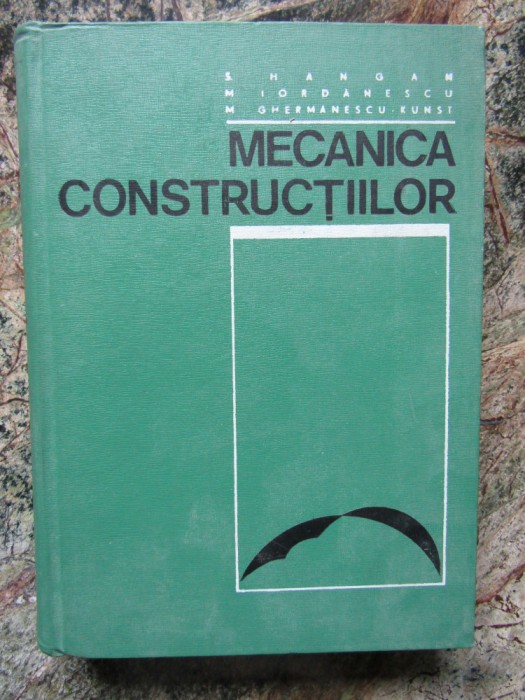 S. HANGAN
M. IORDĂNESCU
M. GHERMĂNESCU-KUNST
MECANICA
CONSTRUCȚIILOR